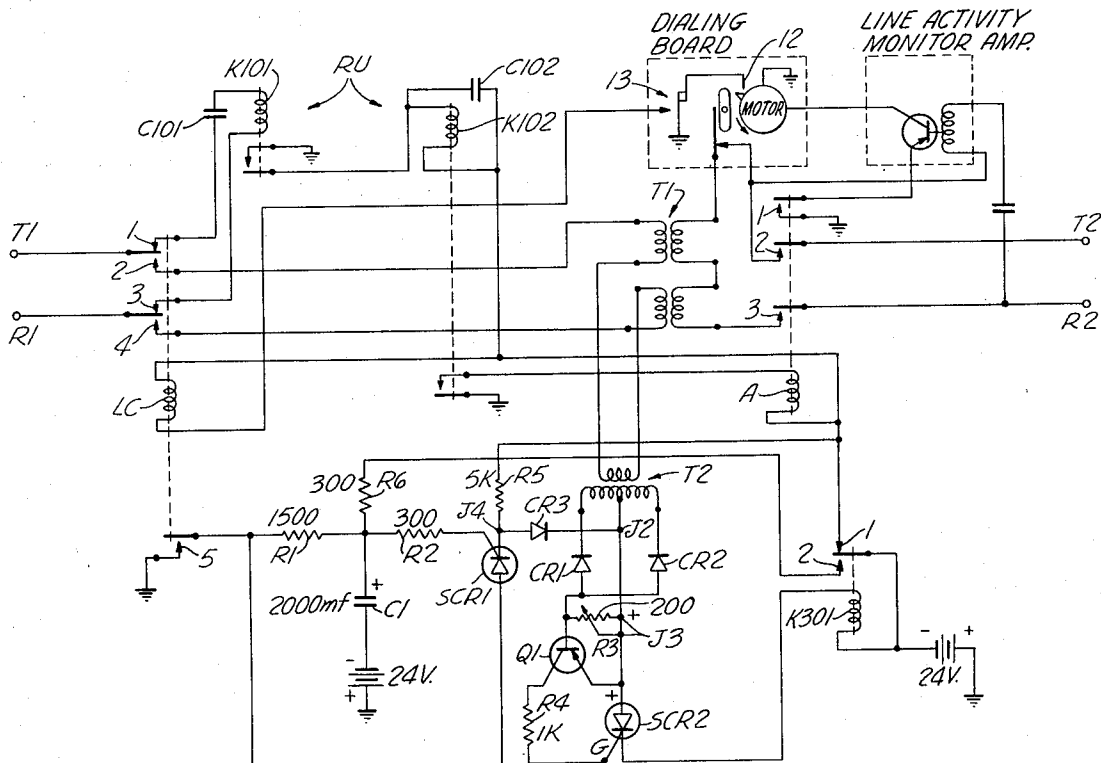 DIALING BOARD
LINE ACTIVITY MONITOR AMP.
12
K101
RU
C102
13
C101
K102
MOTOR
T1
T1
1
2
3
4
R1
1
2
3
T2
R2
LC
A
300
R6
5K
R5
T2
1500
R1
300
R2
J4
CR3
J2
1
2
5
SCR1
CR1
CR2
+
2000mf
C1
200
+
J3
R3
K301
Q1
-
+
24V.
-
+
24V.
R4
1K
+
SCR2
G